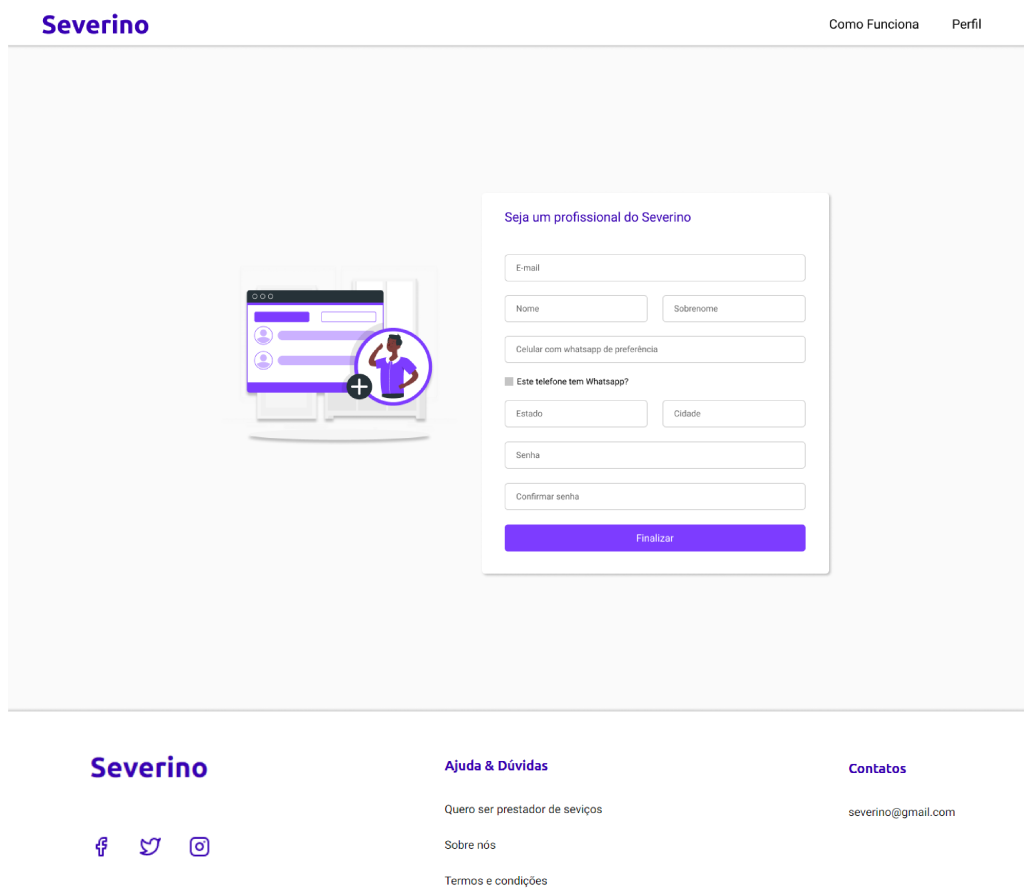 Severino
Como Funciona
Perfil
Seja um profissional do Severino
E-mail
Nome
Sobrenome
Celular com whatsapp de preferência
Este telefone tem Whatsapp?
Estado
Cidade
Senha
Confirmar senha
Finalizar
Severino
Ajuda & Dúvidas
Quero ser prestador de seviços
Sobre nós
Termos e condições
Contatos
severino@gmail.com